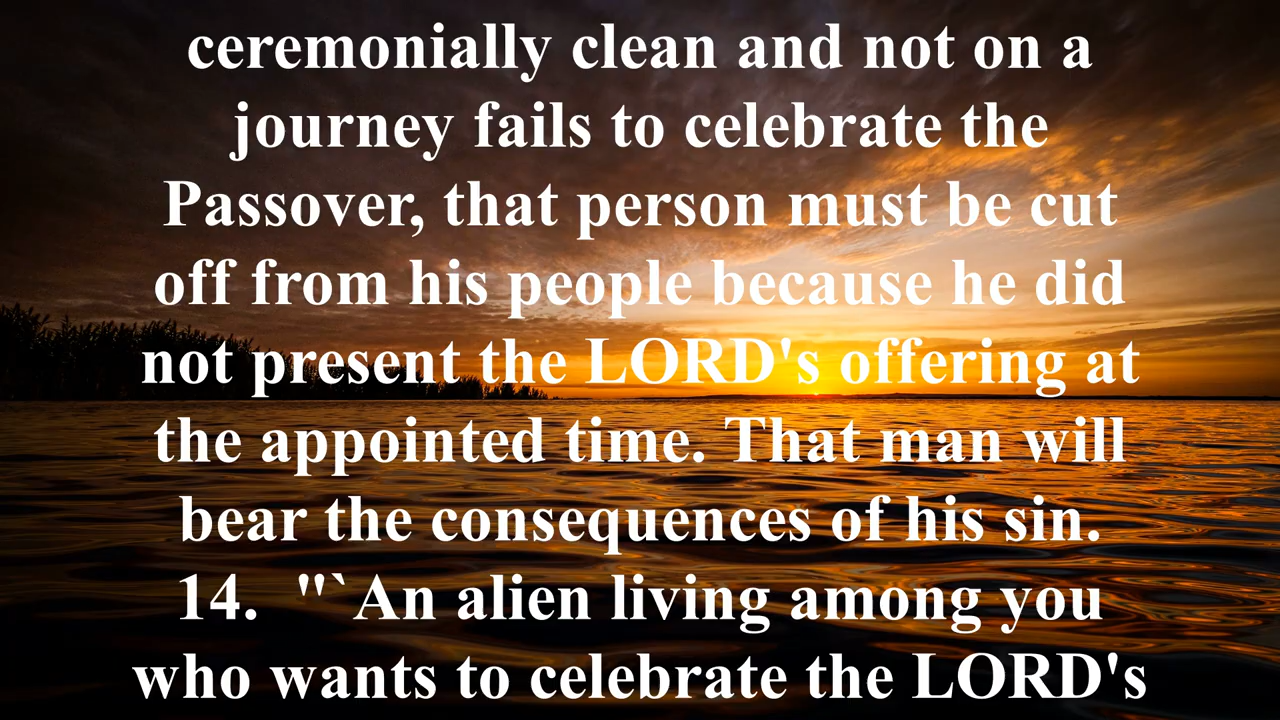 ceremonially clean and not on a
journey fails to celebrate the
Passover, that person must be cut
off from his people because he did
not present the LORD's offering at
the appointed time. That man will
bear the consequences of his sin.
14.  "`An alien living among you
who wants to celebrate the LORD's